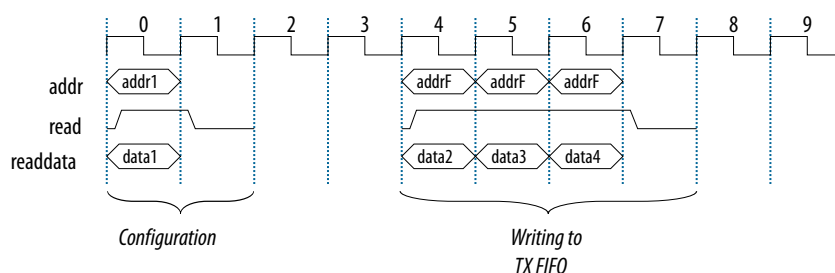 0 1 2 3 4 5 6 7 8 9
addr addr1 addrF addrF addrF
read
readdata data1 data2 data3 data4
Configuration Writing to
TX FIFO